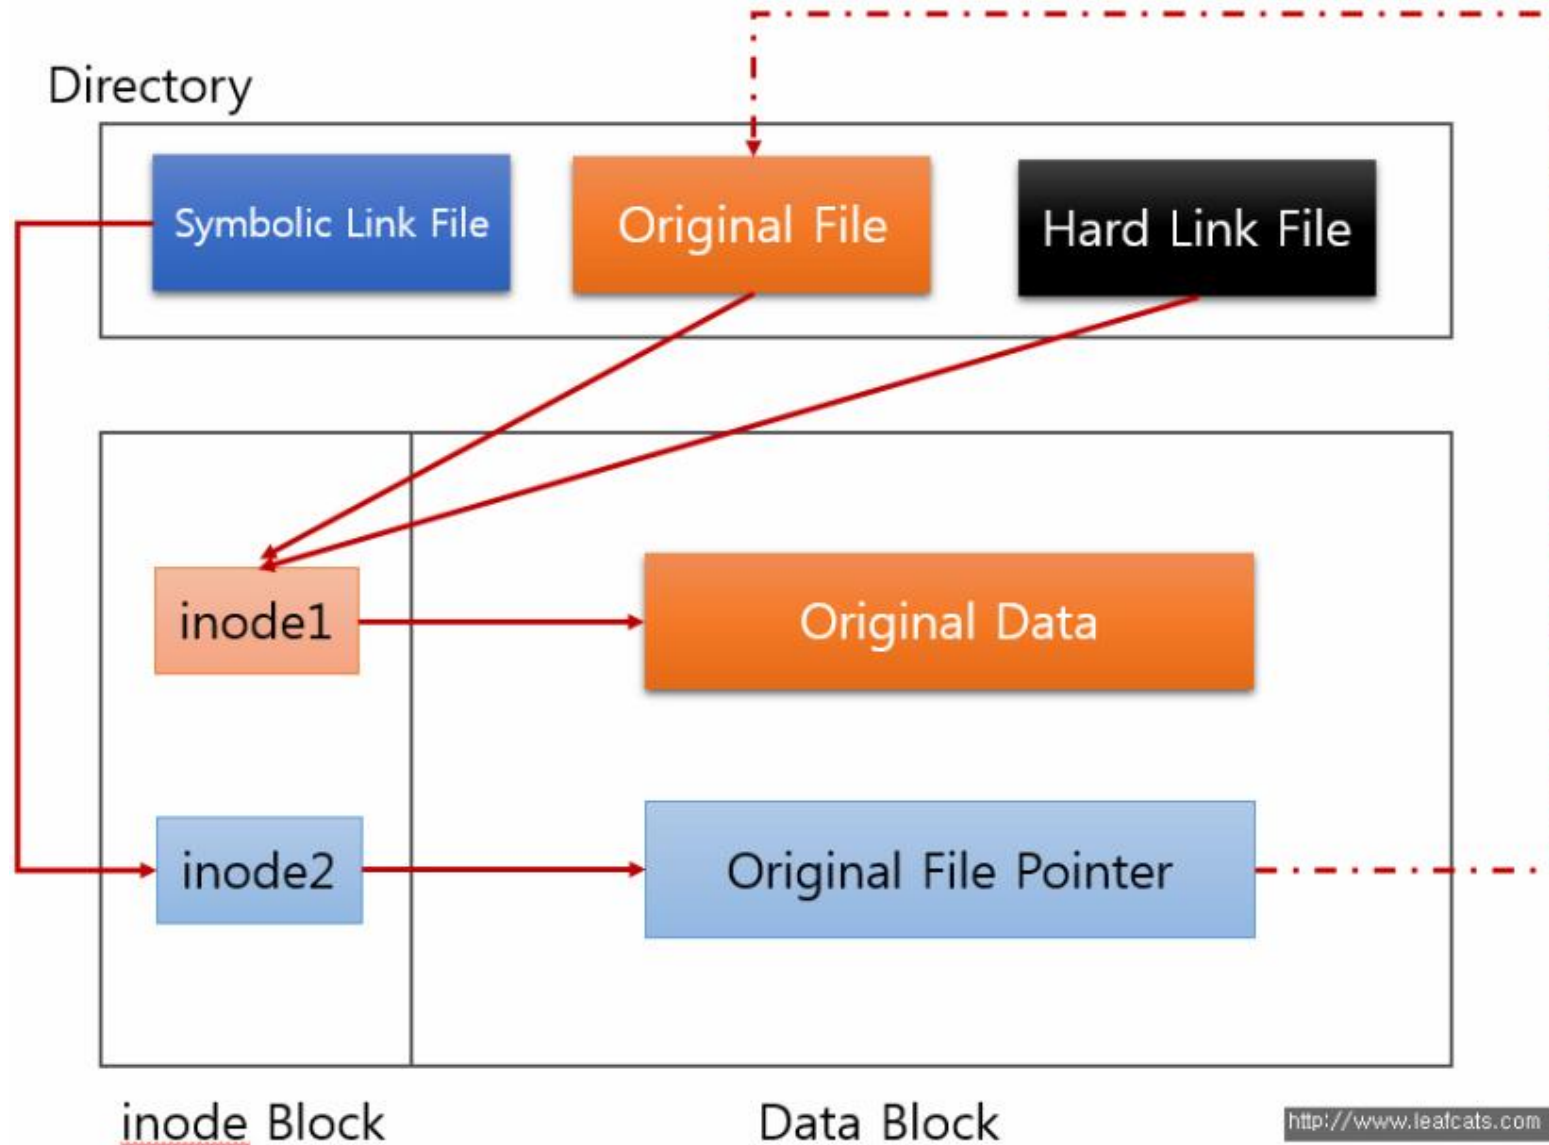 Directory
Symbolic Link File
Original File
Hard Link File
inode1
Original Data
inode2
Original File Pointer
inode Block
Data Block
http://www.leafcats.com